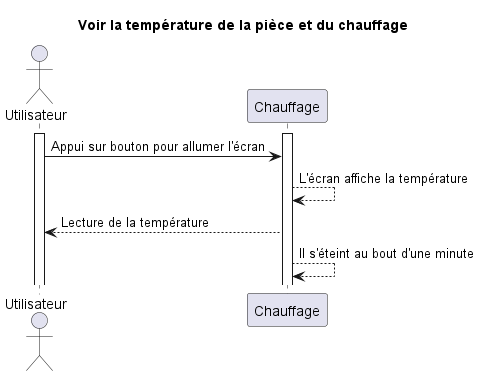 Voir la température de la pièce et du chauffage
Utilisateur
Chauffage
Appui sur bouton pour allumer l'écran
L'écran affiche la température
Lecture de la température
Il s'éteint au bout d'une minute
Utilisateur
Chauffage